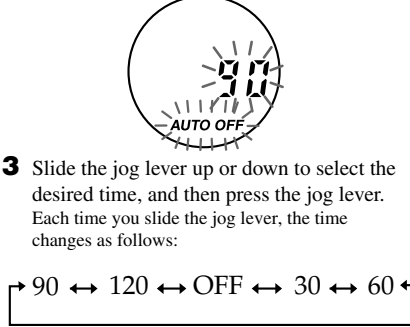 90
AUTO OFF
3 Slide the jog lever up or down to select the
desired time, and then press the jog lever.
Each time you slide the jog lever, the time
changes as follows:
90 ↔ 120 ↔ OFF ↔ 30 ↔ 60